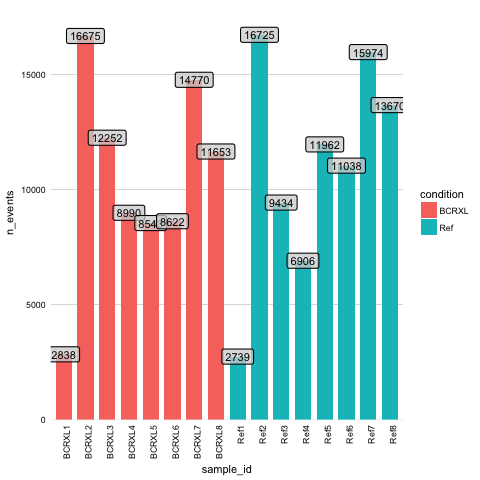 16675
16725
15974
15000
14770
13670
12252
11962
11653
11038
10000
9434
8990
8622
6906
5000
2838
2739
0
n_events
condition
BCRXL
Ref
BCRXL1
BCRXL2
BCRXL3
BCRXL4
BCRXL5
BCRXL6
BCRXL7
BCRXL8
Ref1
Ref2
Ref3
Ref4
Ref5
Ref6
Ref7
Ref8
sample_id